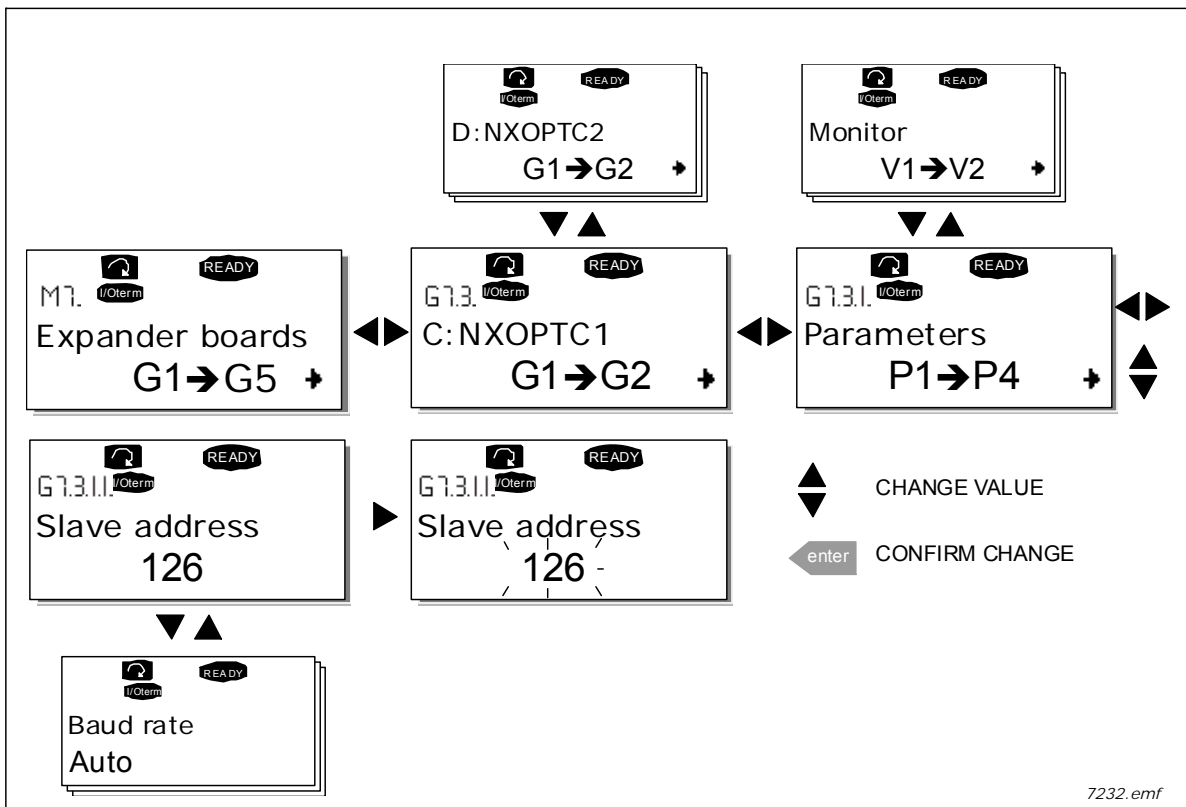 READY
I/Oterm
D:NXOPTC2
G1➔G2
READY
I/Oterm
Monitor
V1➔V2
READY
M7. I/Oterm
Expander boards
G1➔G5
READY
G7.3. I/Oterm
C:NXOPTC1
G1➔G2
READY
G7.3.1. I/Oterm
Parameters
P1➔P4
READY
G7.3.1.1. I/Oterm
Slave address
126
READY
G7.3.1.1. I/Oterm
Slave address
126
CHANGE VALUE
enter CONFIRM CHANGE
READY
I/Oterm
Baud rate
Auto
7232.emf